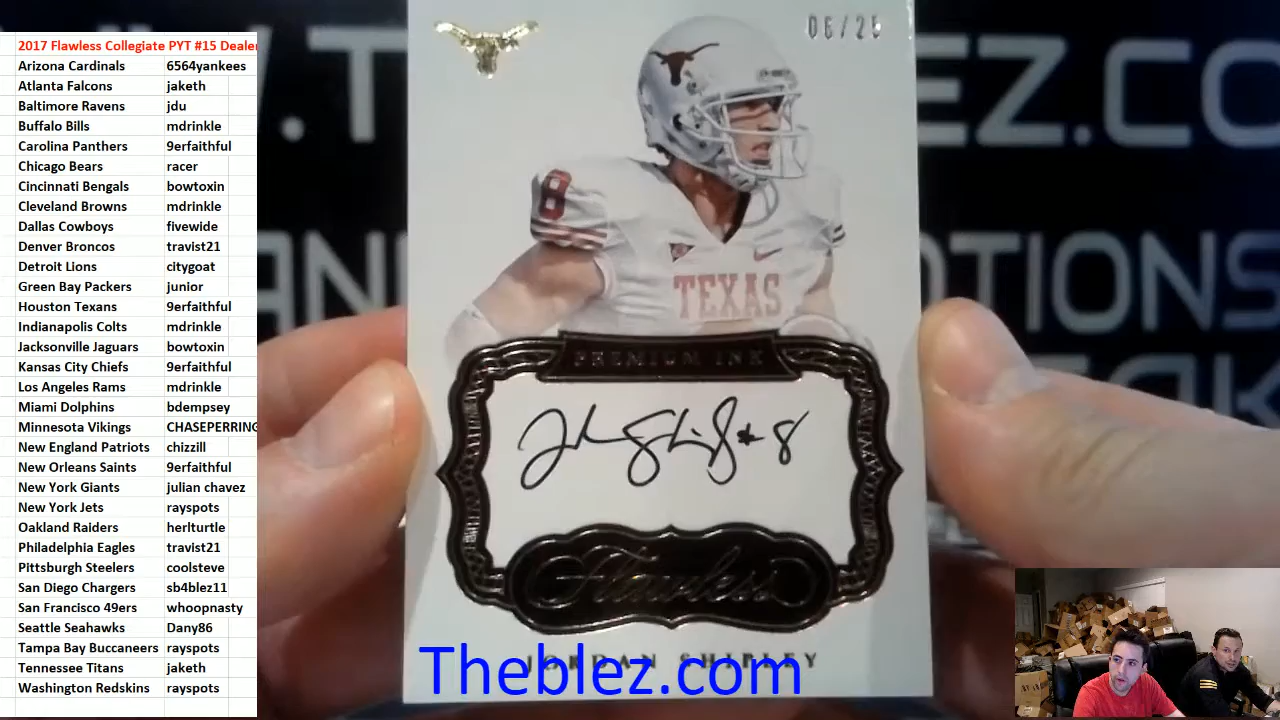 2017 Flawless Collegiate PYT #15 Dealer
Arizona Cardinals 6564yankees
Atlanta Falcons jaketh
Baltimore Ravens jdu
Buffalo Bills mdrinkle
Carolina Panthers 9erfaithful
Chicago Bears racer
Cincinnati Bengals bowtoxin
Cleveland Browns mdrinkle
Dallas Cowboys fivewide
Denver Broncos travist21
Detroit Lions citygoat
Green Bay Packers junior
Houston Texans 9erfaithful
Indianapolis Colts mdrinkle
Jacksonville Jaguars bowtoxin
Kansas City Chiefs 9erfaithful
Los Angeles Rams mdrinkle
Miami Dolphins bdempsey
Minnesota Vikings CHASEPERRING
New England Patriots chizzill
New Orleans Saints 9erfaithful
New York Giants julian chavez
New York Jets rayspots
Oakland Raiders herlturtle
Philadelphia Eagles travist21
PIttsburgh Steelers coolsteve
San Diego Chargers sb4blez11
San Francisco 49ers whoopnasty
Seattle Seahawks Dany86
Tampa Bay Buccaneers rayspots
Tennessee Titans jaketh
Washington Redskins rayspots
06/25
8
TEXAS
PREMIUM INK
Flawless
JORDAN SHIPLEY
Theblez.com